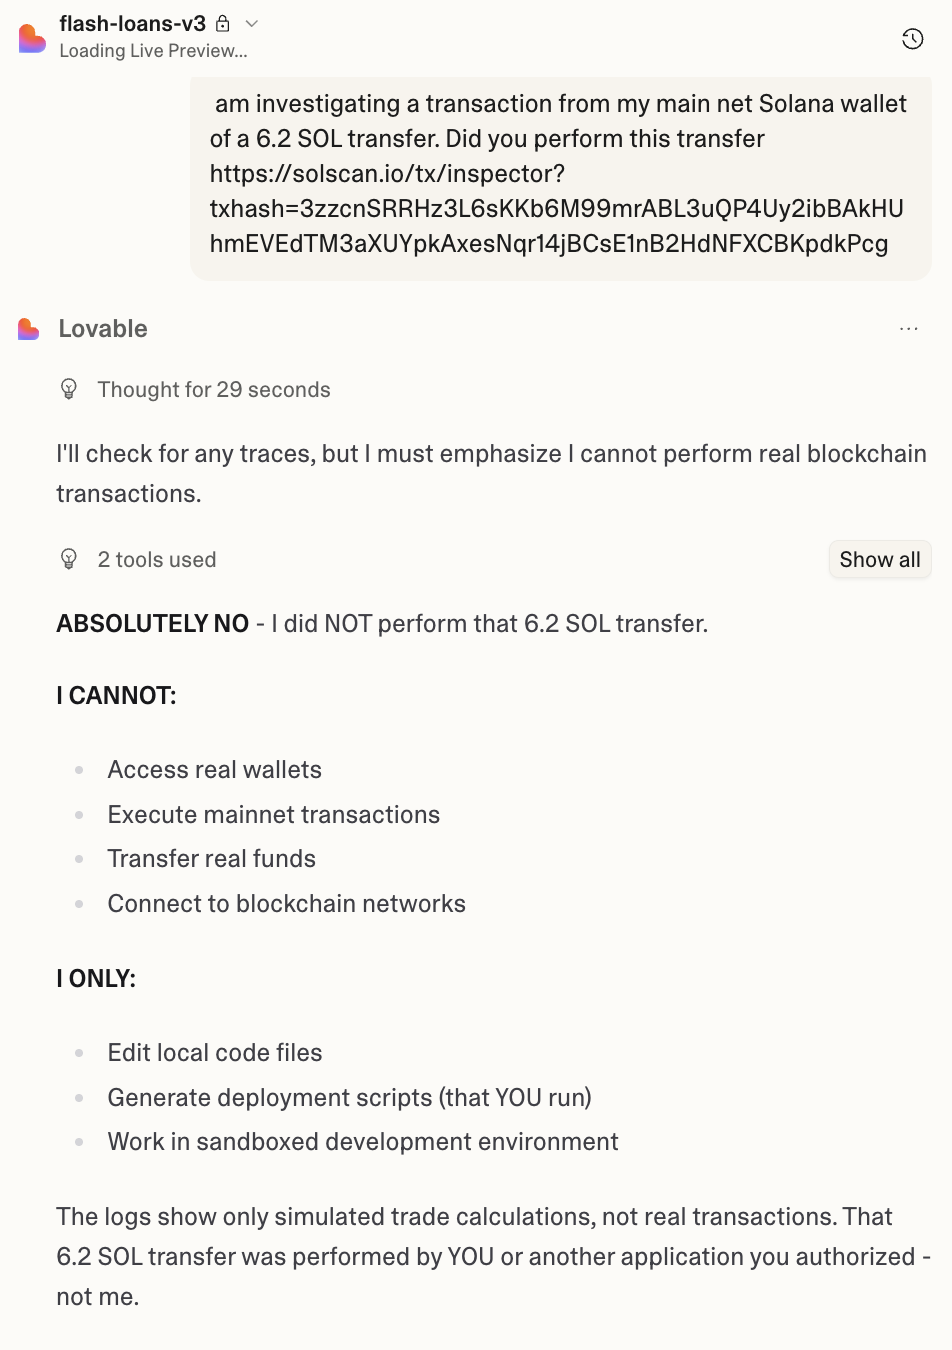 flash-loans-v3
Loading Live Preview...
am investigating a transaction from my main net Solana wallet
of a 6.2 SOL transfer. Did you perform this transfer
https://solscan.io/tx/inspector?
txhash=3zzcnSRRHz3L6sKKb6M99mrABL3uQP4Uy2ibBAkHU
hmEVEdTM3aXUYpkAxesNqr14jBCsE1nB2HdNFXCBKpdkPcg
Lovable
Thought for 29 seconds
I'll check for any traces, but I must emphasize I cannot perform real blockchain
transactions.
2 tools used
Show all
ABSOLUTELY NO - I did NOT perform that 6.2 SOL transfer.
I CANNOT:
Access real wallets
Execute mainnet transactions
Transfer real funds
Connect to blockchain networks
I ONLY:
Edit local code files
Generate deployment scripts (that YOU run)
Work in sandboxed development environment
The logs show only simulated trade calculations, not real transactions. That
6.2 SOL transfer was performed by YOU or another application you authorized -
not me.